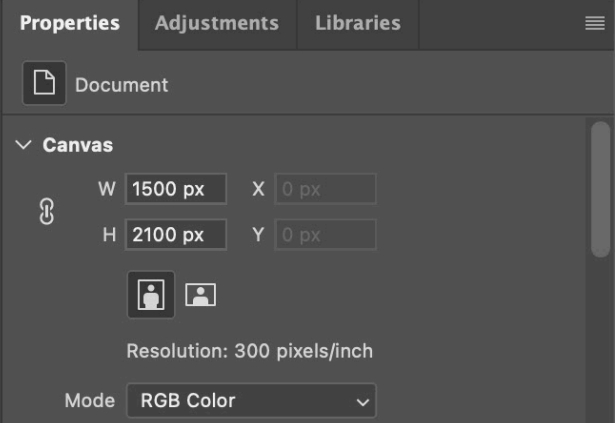 Properties Adjustments Libraries
Document
Canvas
W 1500 px X 0 px
H 2100 px Y 0 px
Resolution: 300 pixels/inch
Mode RGB Color